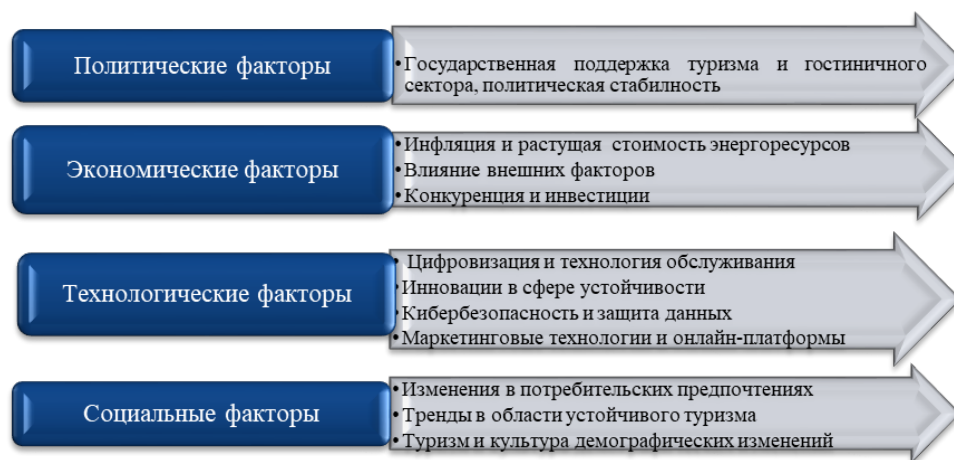 Политические факторы
•Государственная поддержка туризма и гостиничного
сектора, политическая стабилность
Экономические факторы
•Инфляция и растущая стоимость энергоресурсов
•Влияние внешних факторов
•Конкуренция и инвестиции
Технологические факторы
• Цифровизация и технология обслуживания
•Инновации в сфере устойчивости
•Кибербезопасность и защита данных
•Маркетинговые технологии и онлайн-платформы
Социальные факторы
•Изменения в потребительских предпочтениях
•Тренды в области устойчивого туризма
•Туризм и культура демографических изменений